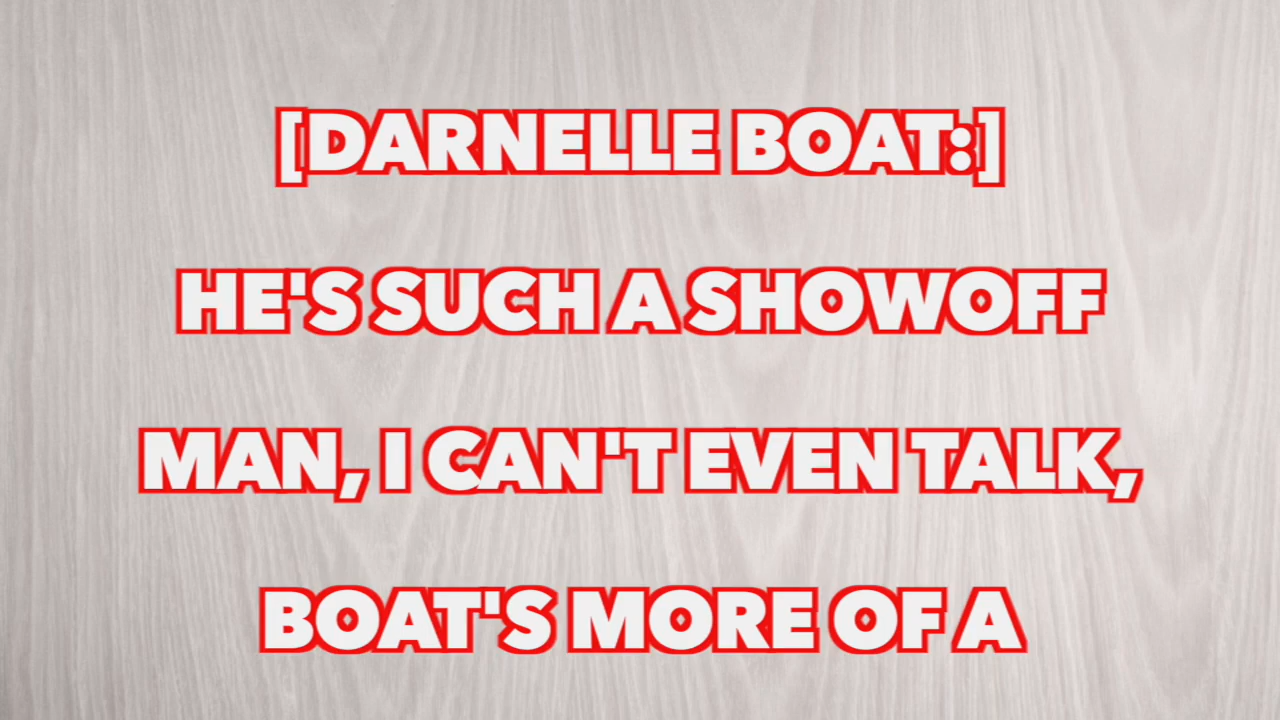 [DARNELLE BOAT:]
HE'S SUCH A SHOWOFF
MAN, I CAN'T EVEN TALK,
BOAT'S MORE OF A